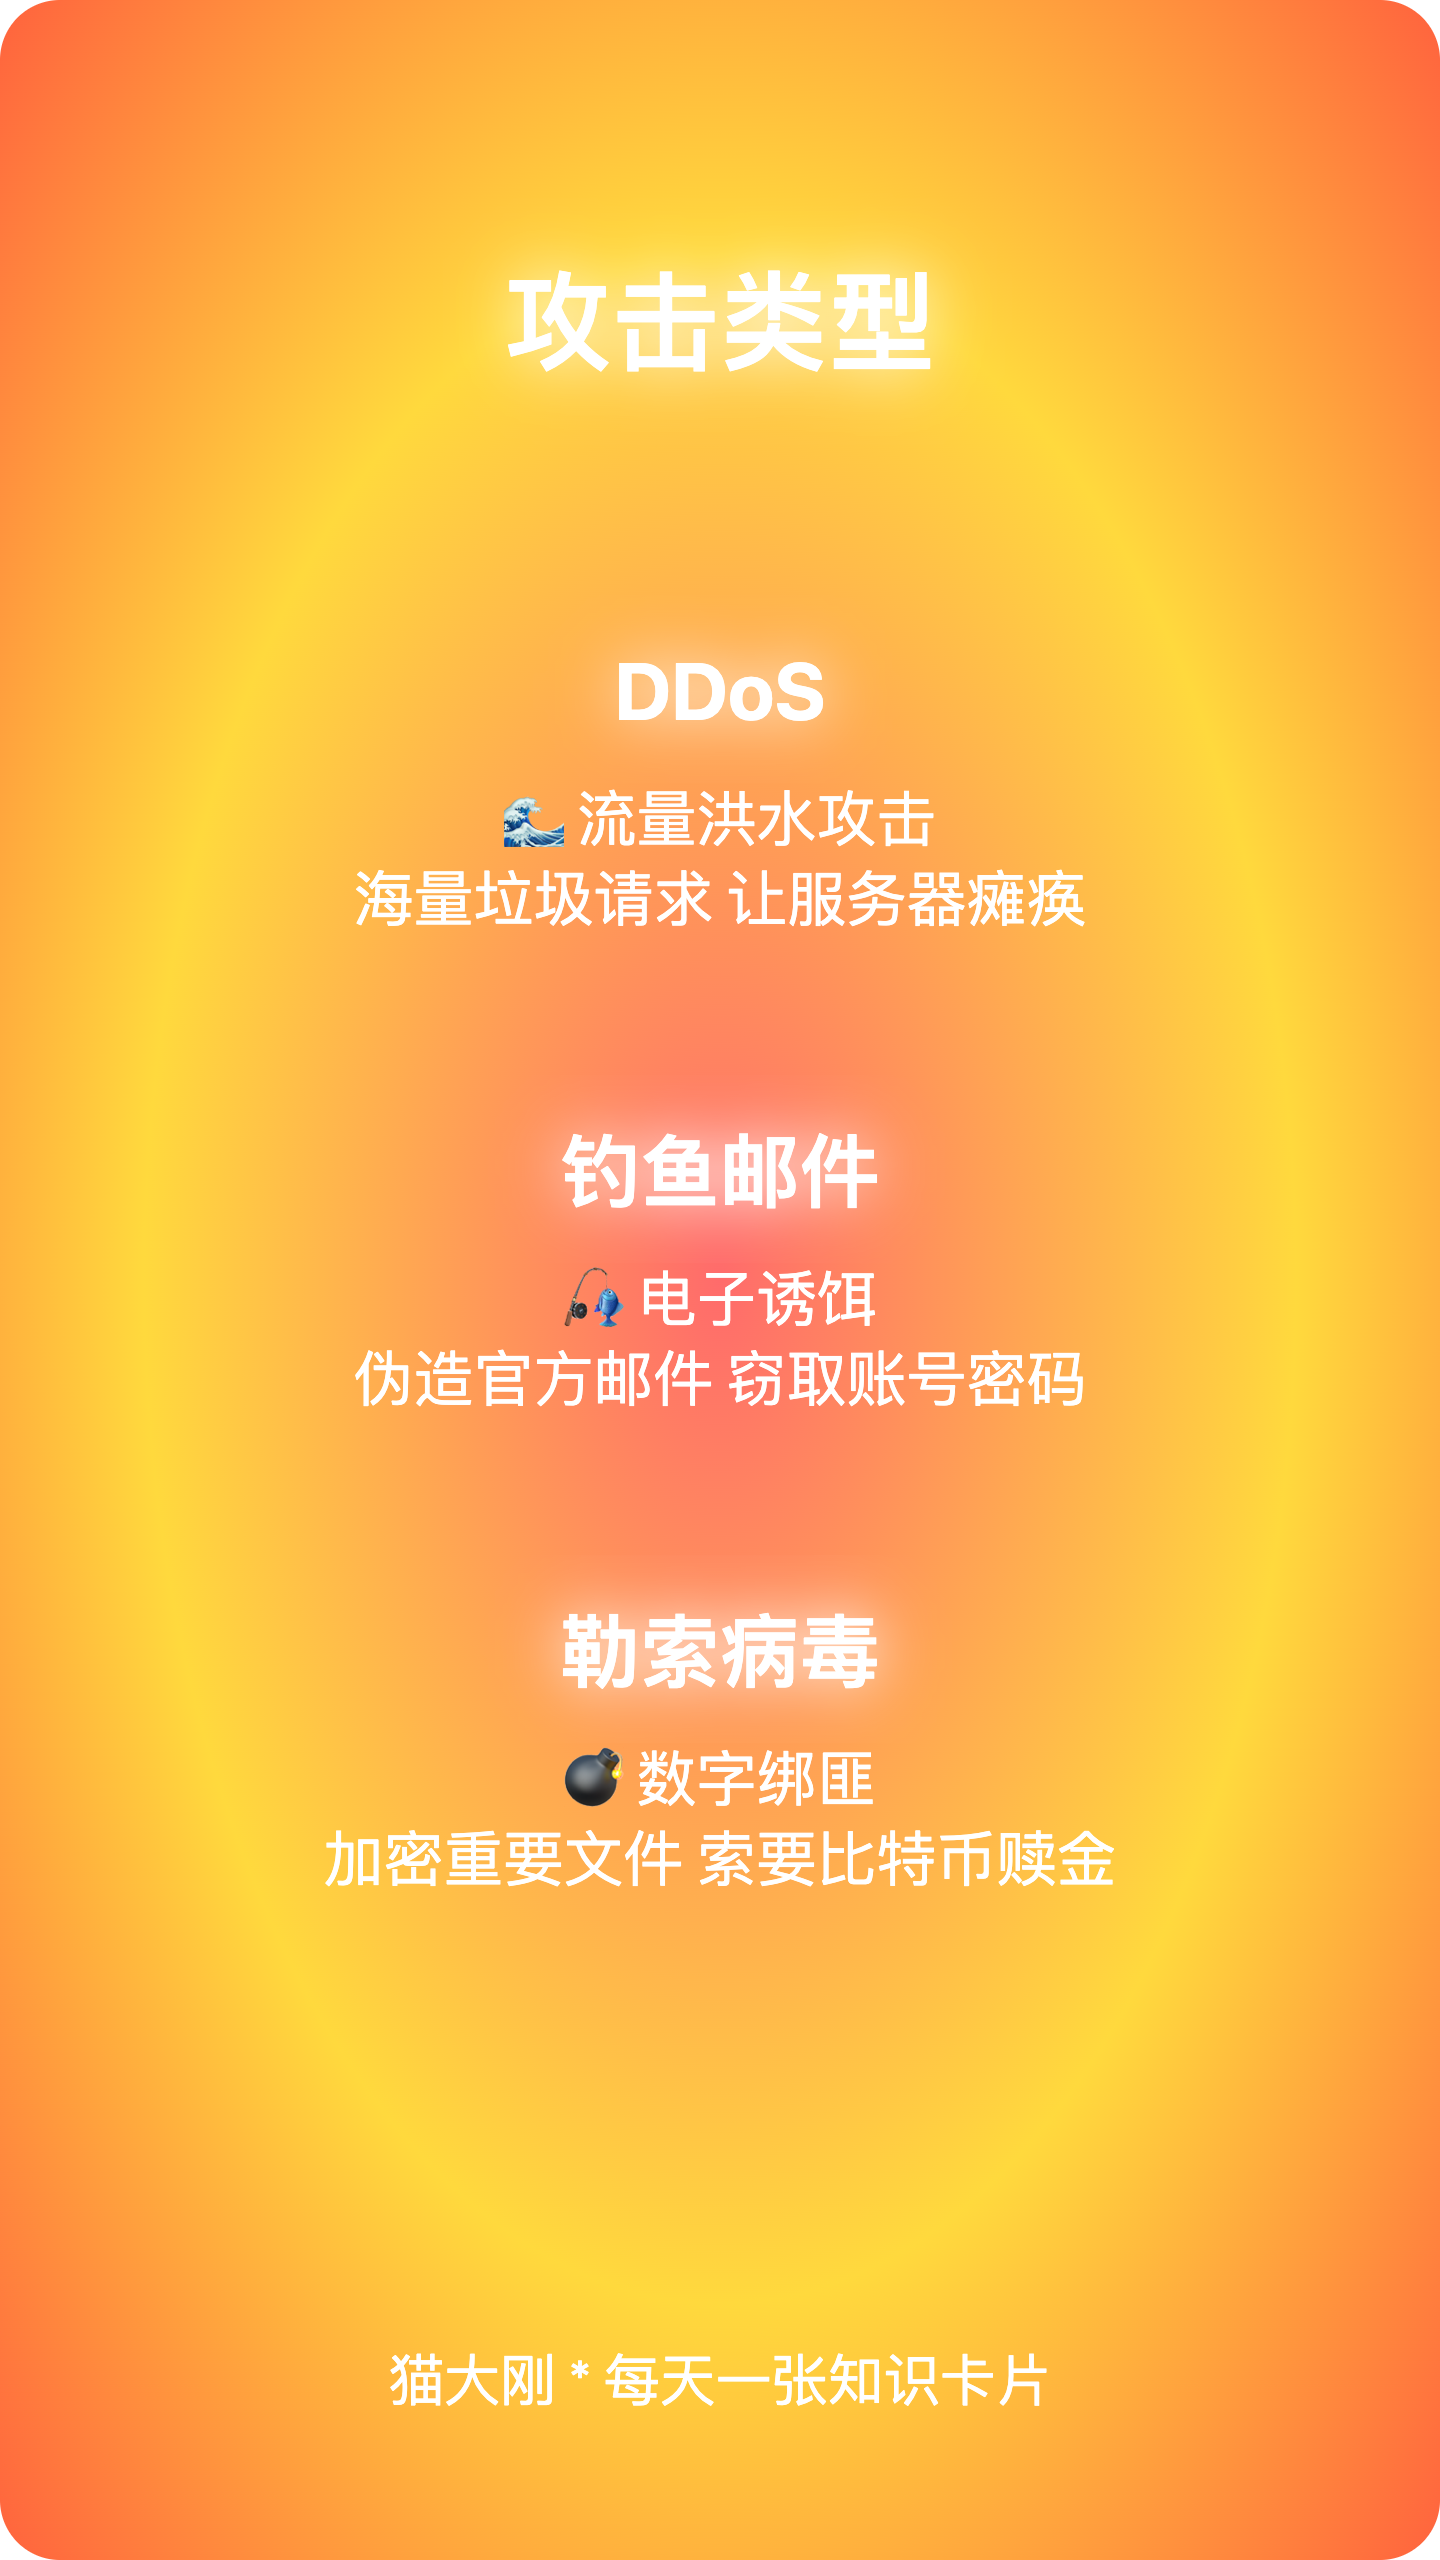 攻击类型
DDoS
🌊 流量洪水攻击
海量垃圾请求 让服务器瘫痪
钓鱼邮件
🎣 电子诱饵
伪造官方邮件 窃取账号密码
勒索病毒
💣 数字绑匪
加密重要文件 索要比特币赎金
猫大刚 * 每天一张知识卡片